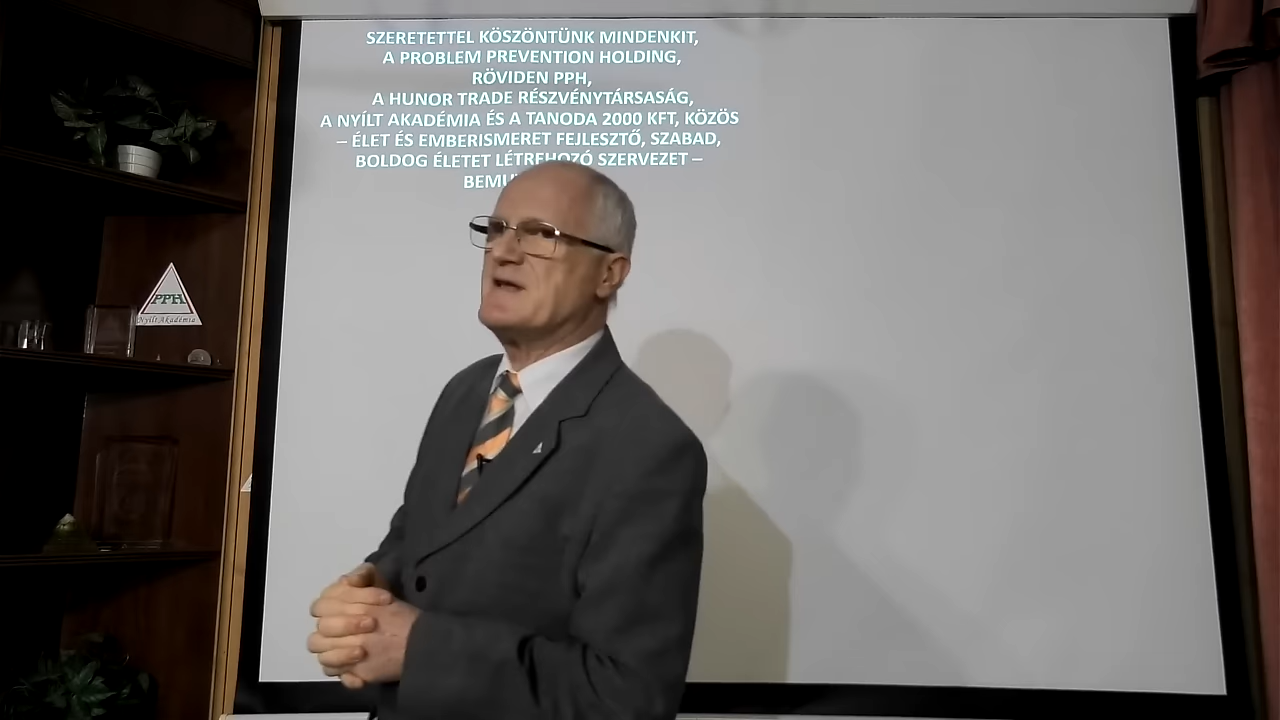 SZERETETTEL KÖSZÖNTÜNK MINDENKIT,
A PROBLEM PREVENTION HOLDING,
RÖVIDEN PPH,
A HUNOR TRADE RÉSZVÉNYTÁRSASÁG,
A NYÍLT AKADÉMIA ÉS A TANODA 2000 KFT, KÖZÖS
– ÉLET ÉS EMBERISMERET FEJLESZTŐ, SZABAD,
BOLDOG ÉLETET LÉTREHOZÓ SZERVEZET –
PPH
Nyílt Akadémia